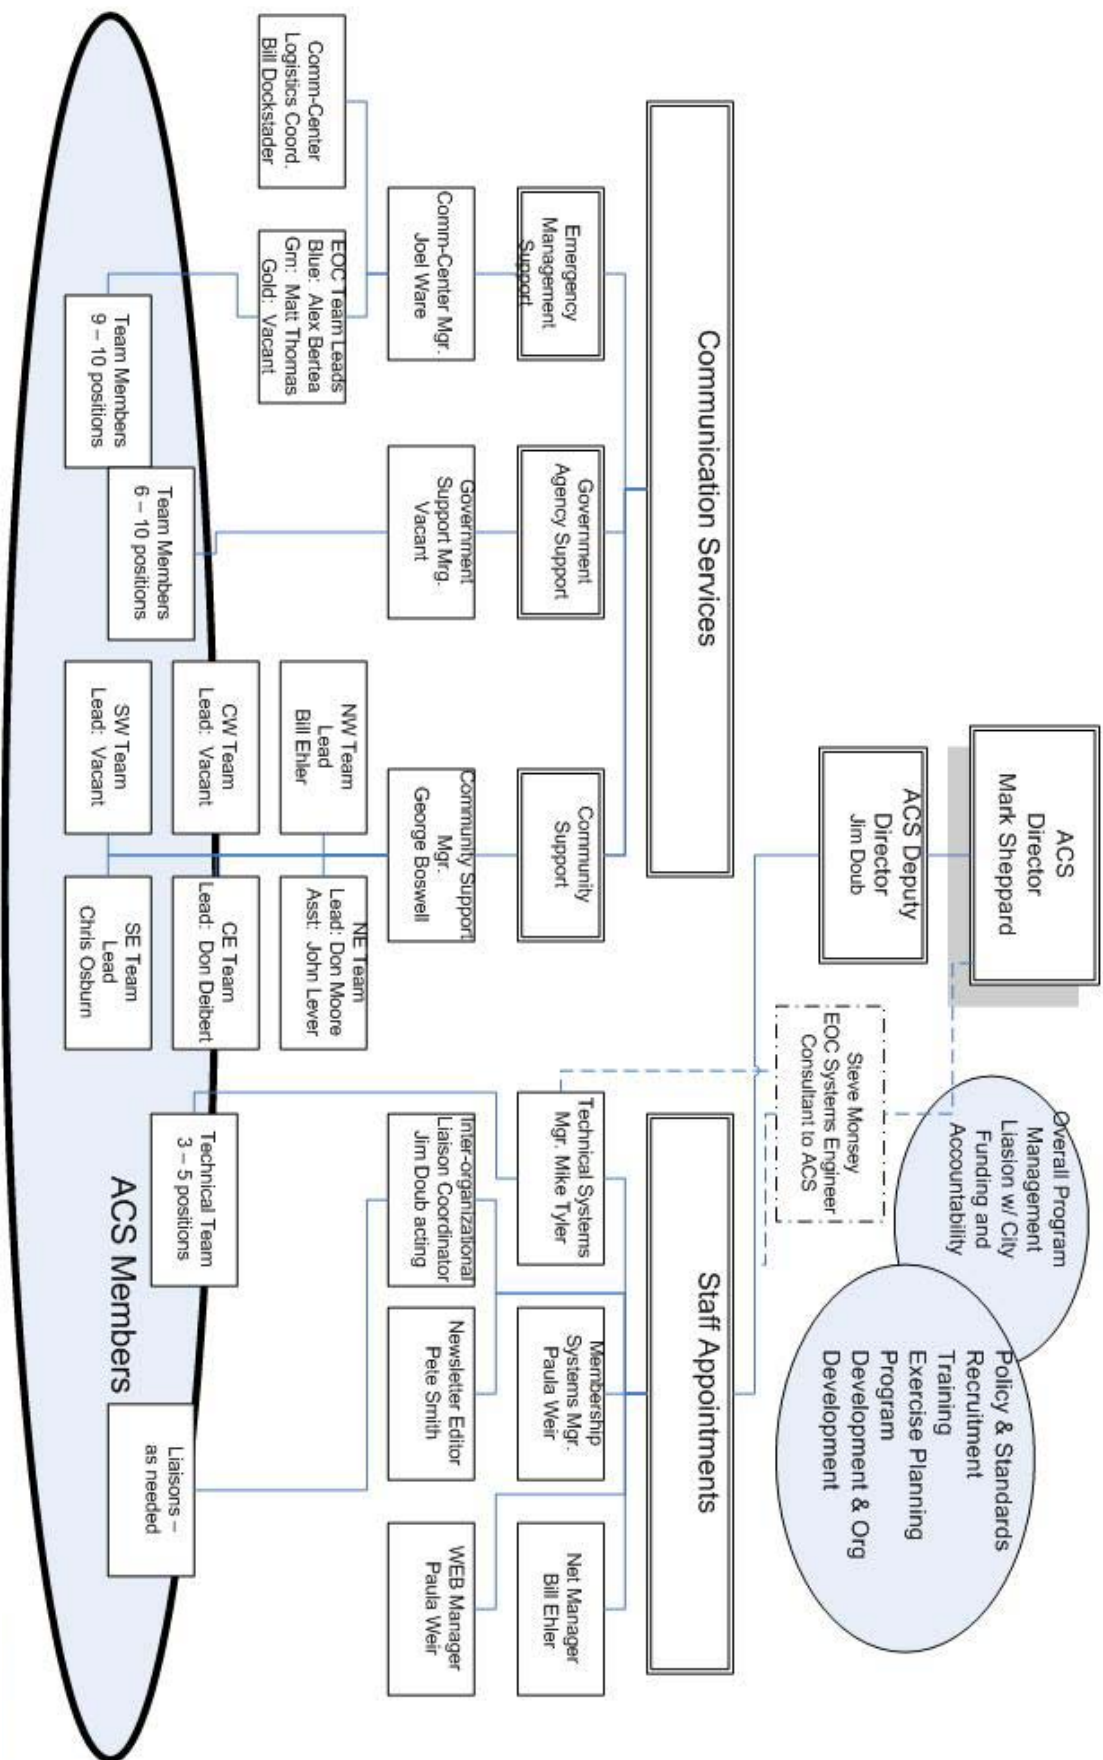 ACS
Director
Mark Sheppard
ACS Deputy
Director
Jim Doub
Overall Program
Management
Liasion w/ City
Funding and
Accountability
Policy & Standards
Recruitment
Training
Exercise Planning
Program
Development & Org
Development
Steve Monsey
EOC Systems Engineer
Consultant to ACS
Communication Services
Staff Appointments
Emergency
Management
Support
Government
Agency Support
Community
Support
Technical Systems
Mgr. Mike Tyler
Membership
Systems Mgr.
Paula Weir
Net Manager
Bill Ehler
Comm-Center Mgr.
Joel Ware
Government
Support Mrg.
Vacant
Community Support
Mgr.
George Boswell
Inter-organizational
Liaison Coordinator
Jim Doub acting
Newsletter Editor
Pete Smith
WEB Manager
Paula Weir
Comm-Center
Logistics Coord.
Bill Dockstader
EOC Team Leads
Blue: Alex Bertea
Grn: Matt Thomas
Gold: Vacant
NW Team
Lead
Bill Ehler
NE Team
Lead: Don Moore
Asst: John Lever
CW Team
Lead: Vacant
CE Team
Lead: Don Deibert
SW Team
Lead: Vacant
SE Team
Lead
Chris Osburn
Team Members
9 – 10 positions
Team Members
6 – 10 positions
Technical Team
3 – 5 positions
Liaisons –
as needed
ACS Members